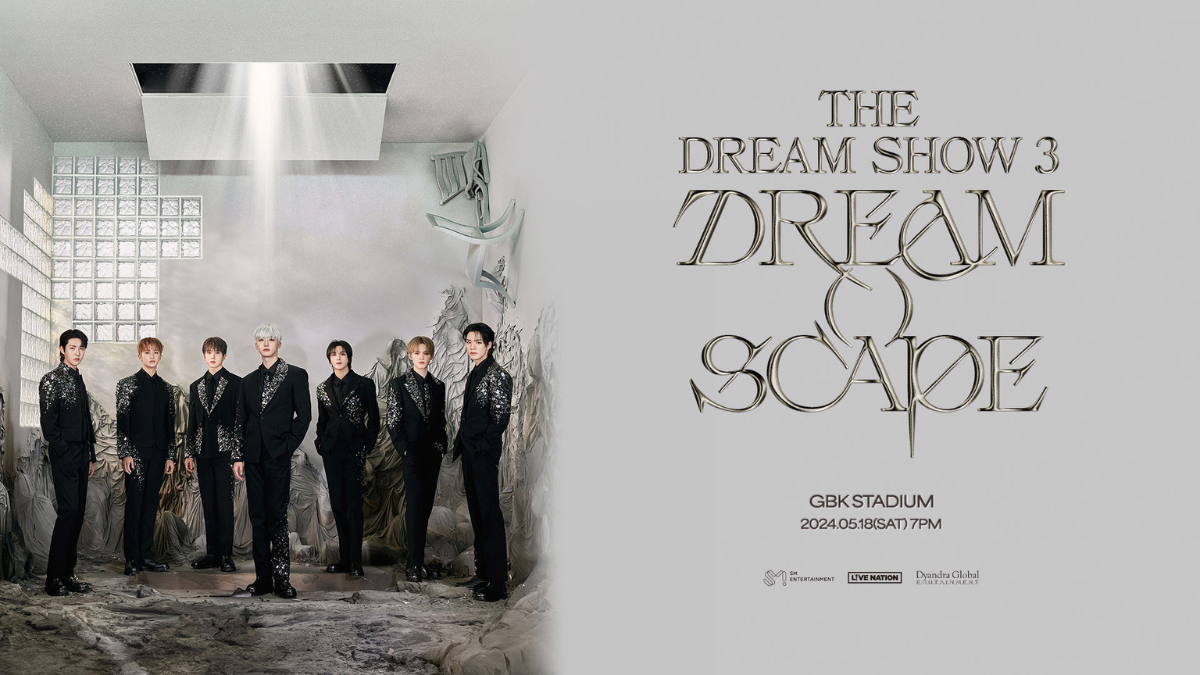 THE
DREAM SHOW 3
DREAM
SCAPE
GBK STADIUM
2024.05.18(SAT) 7PM
SM
ENTERTAINMENT
LIVE NATION
Dyandra Global